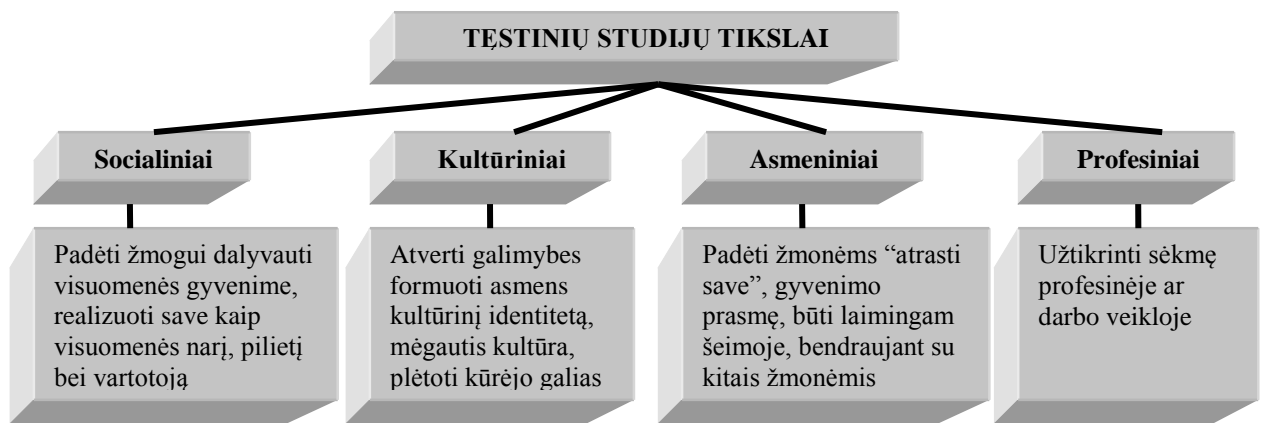 TĘSTINIŲ STUDIJŲ TIKSLAI
Socialiniai
Kultūriniai
Asmeniniai
Profesiniai
Padėti žmogui dalyvauti
visuomenės gyvenime,
realizuoti save kaip
visuomenės narį, pilietį
bei vartotoją
Atverti galimybes
formuoti asmens
kultūrinį identitetą,
mėgautis kultūra,
plėtoti kūrėjo galias
Padėti žmonėms “atrasti
save”, gyvenimo
prasmę, būti laimingam
šeimoje, bendraujant su
kitais žmonėmis
Užtikrinti sėkmę
profesinėje ar
darbo veikloje